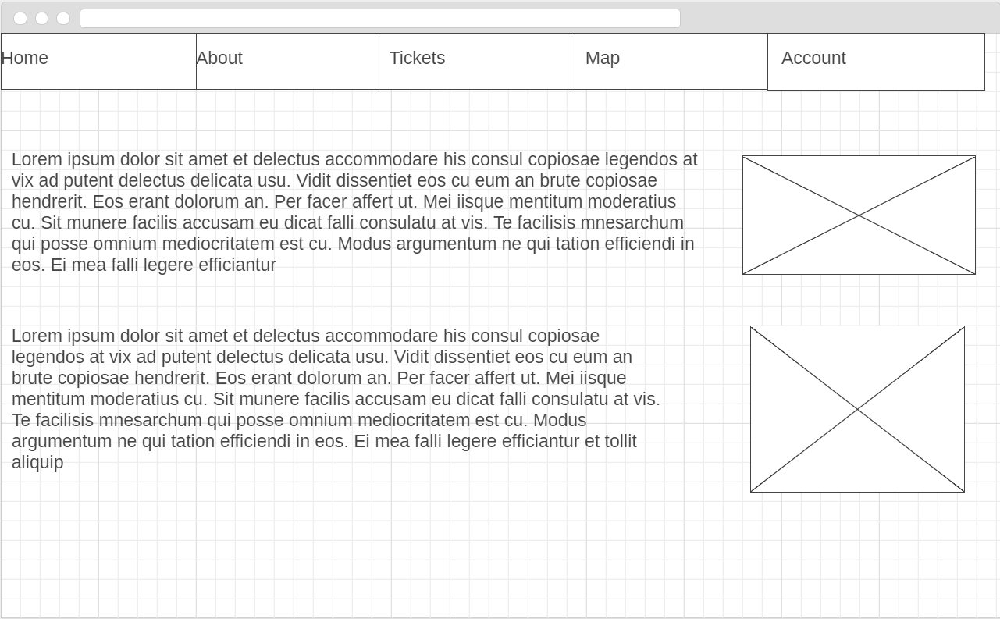 Home About Tickets Map Account
Lorem ipsum dolor sit amet et delectus accommodare his consul copiosae legendos at
vix ad putent delectus delicata usu. Vidit dissentiet eos cu eum an brute copiosae
hendrerit. Eos erant dolorum an. Per facer affert ut. Mei iisque mentitum moderatius
cu. Sit munere facilis accusam eu dicat falli consulatu at vis. Te facilisis mnesarchum
qui posse omnium mediocritatem est cu. Modus argumentum ne qui tation efficiendi in
eos. Ei mea falli legere efficiantur
Lorem ipsum dolor sit amet et delectus accommodare his consul copiosae
legendos at vix ad putent delectus delicata usu. Vidit dissentiet eos cu eum an
brute copiosae hendrerit. Eos erant dolorum an. Per facer affert ut. Mei iisque
mentitum moderatius cu. Sit munere facilis accusam eu dicat falli consulatu at vis.
Te facilisis mnesarchum qui posse omnium mediocritatem est cu. Modus
argumentum ne qui tation efficiendi in eos. Ei mea falli legere efficiantur et tollit
aliquip